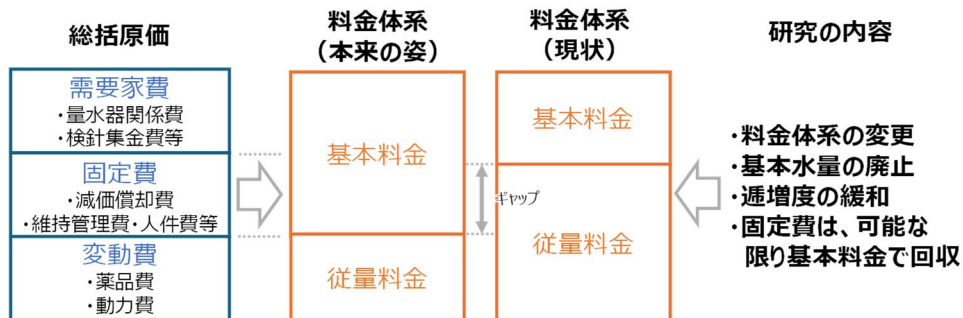 総括原価
需要家費
・量水器関係費
・検針集金費等
固定費
・減価償却費
・維持管理費・人件費等
変動費
・薬品費
・動力費
料金体系
（本来の姿）
基本料金
従量料金
料金体系
（現状）
基本料金
ギャップ
従量料金
研究の内容
・料金体系の変更
・基本水量の廃止
・逓増度の緩和
・固定費は、可能な
限り基本料金で回収